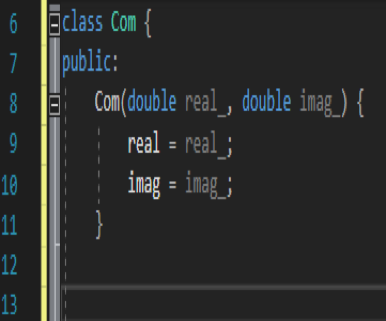 6 class Com {
7 public:
8 Com(double real_, double imag_) {
9 real = real_;
10 imag = imag_;
11 }
12
13